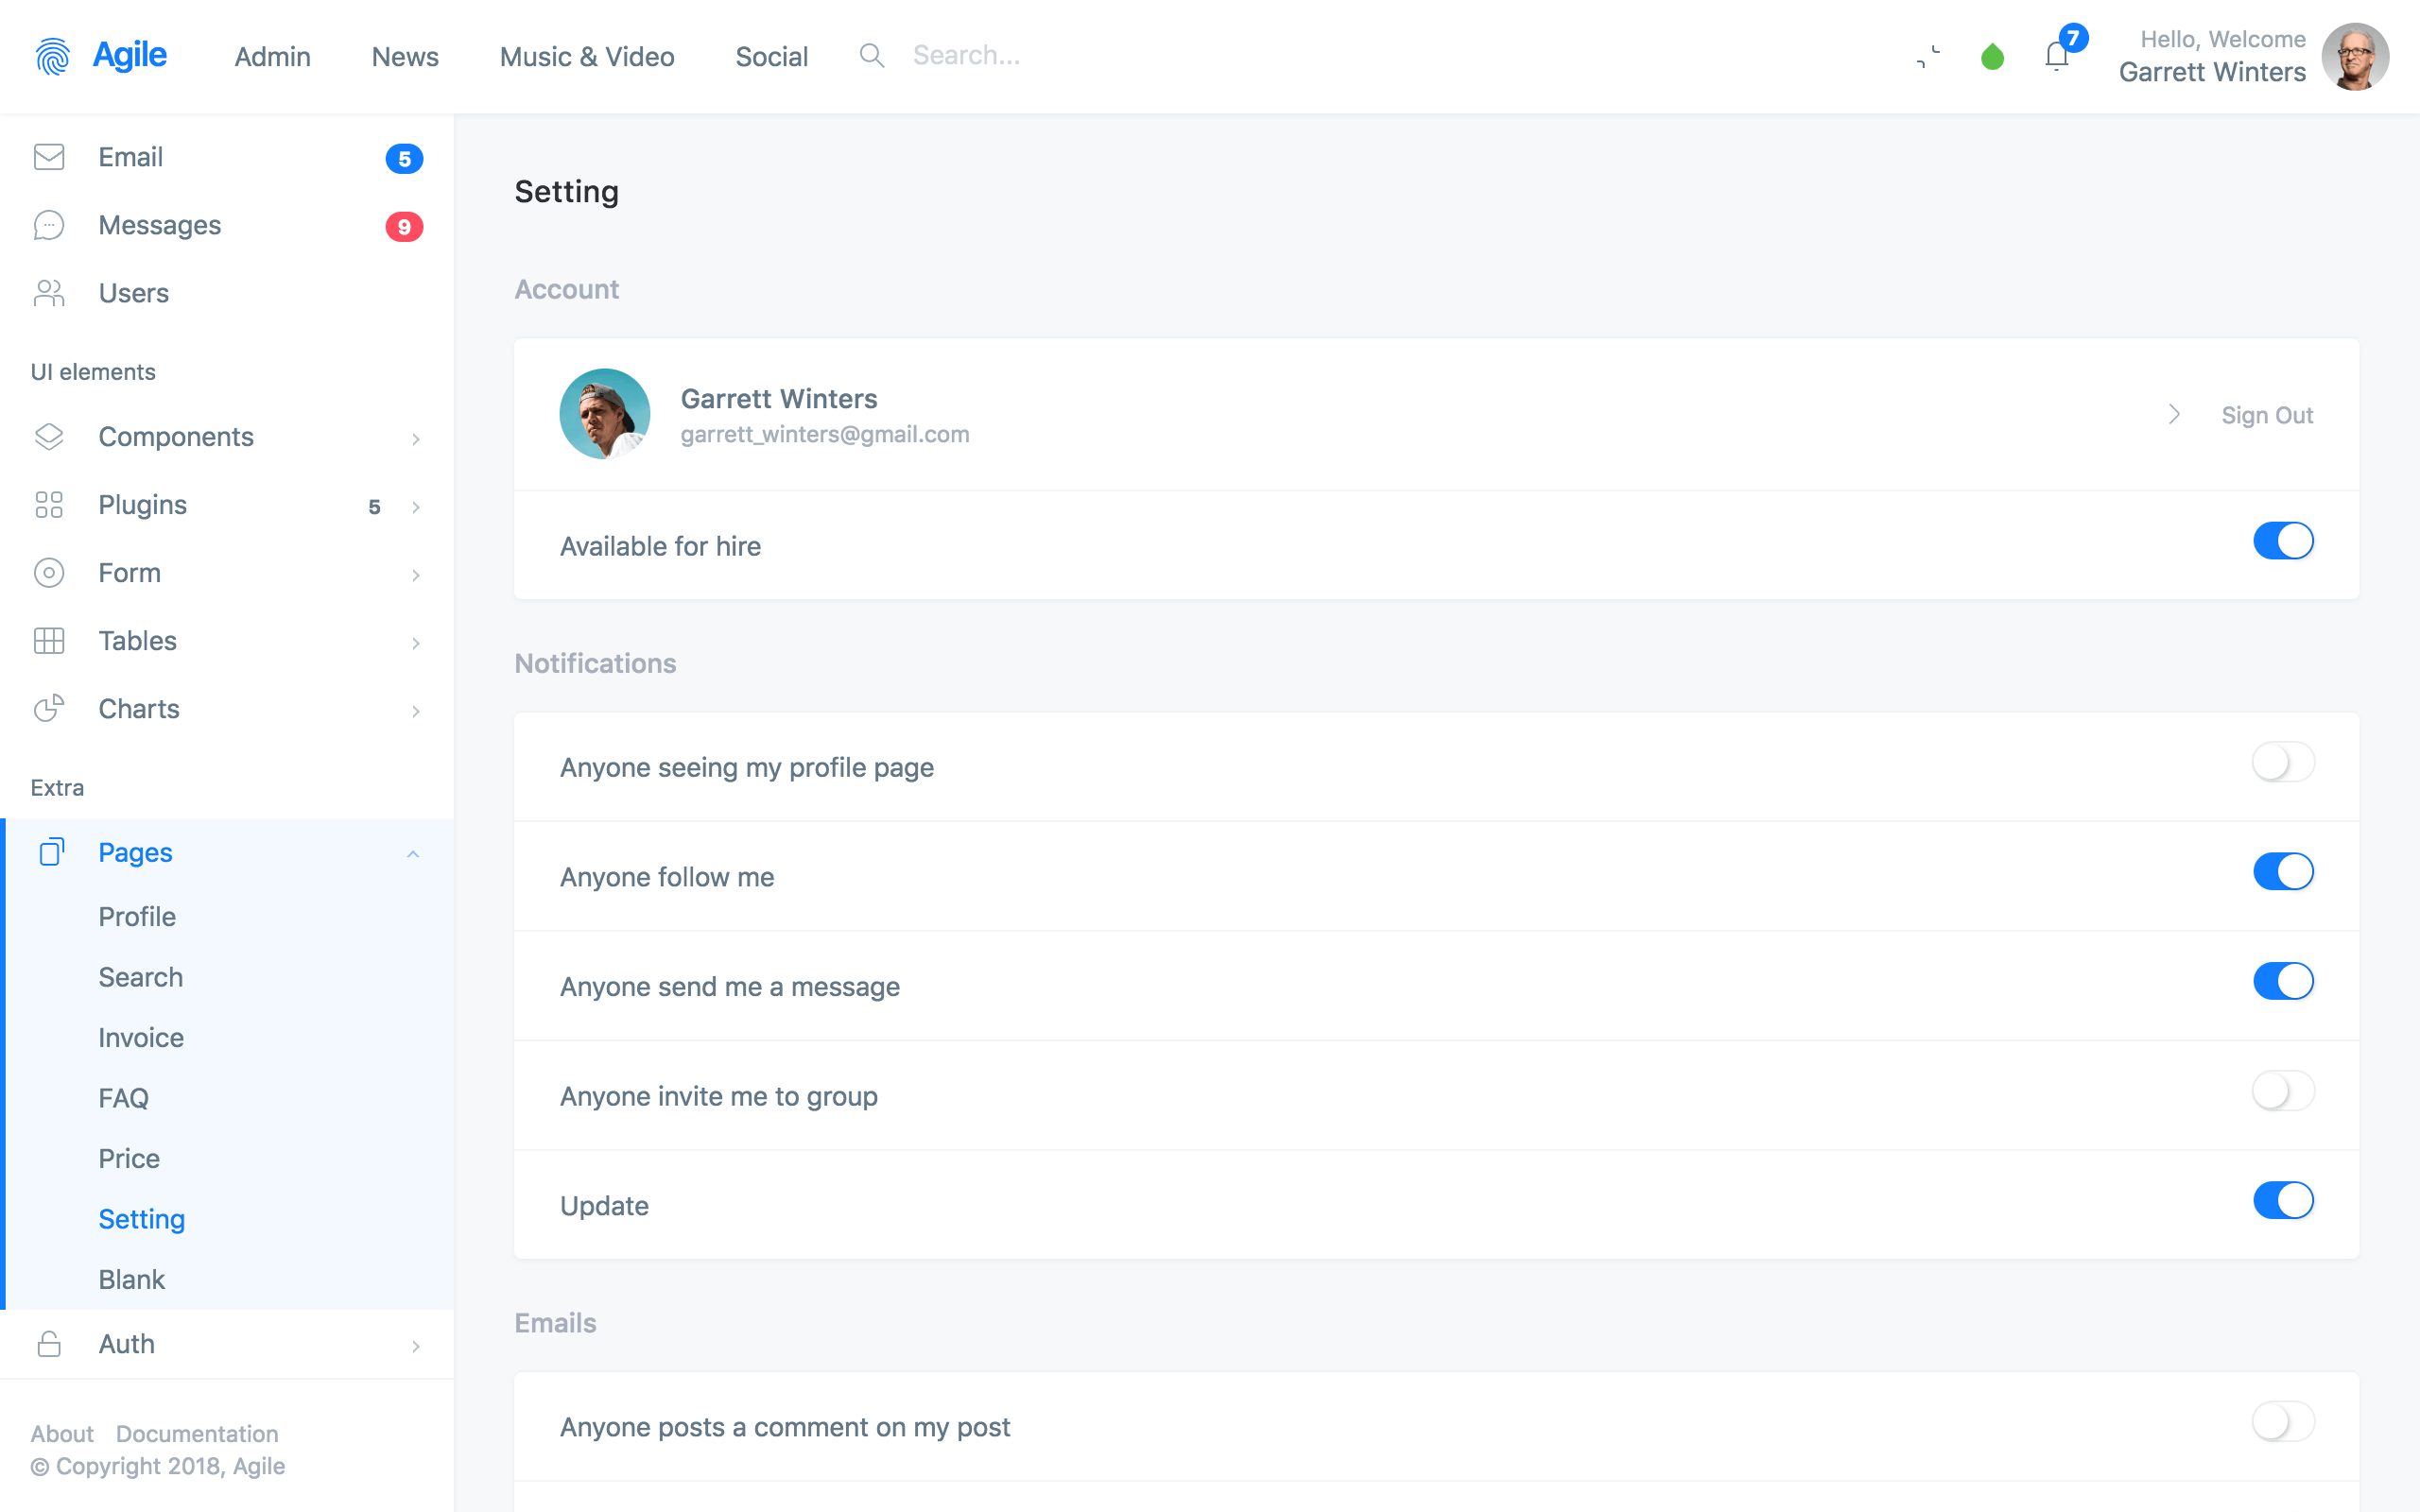 Agile
Admin
News
Music & Video
Social
Search...
7
Hello, Welcome
Garrett Winters
Email
5
Messages
9
Users
UI elements
Components
Plugins
5
Form
Tables
Charts
Extra
Pages
Profile
Search
Invoice
FAQ
Price
Setting
Blank
Auth
About Documentation
© Copyright 2018, Agile
Setting
Account
Garrett Winters
garrett_winters@gmail.com
Sign Out
Available for hire
Notifications
Anyone seeing my profile page
Anyone follow me
Anyone send me a message
Anyone invite me to group
Update
Emails
Anyone posts a comment on my post